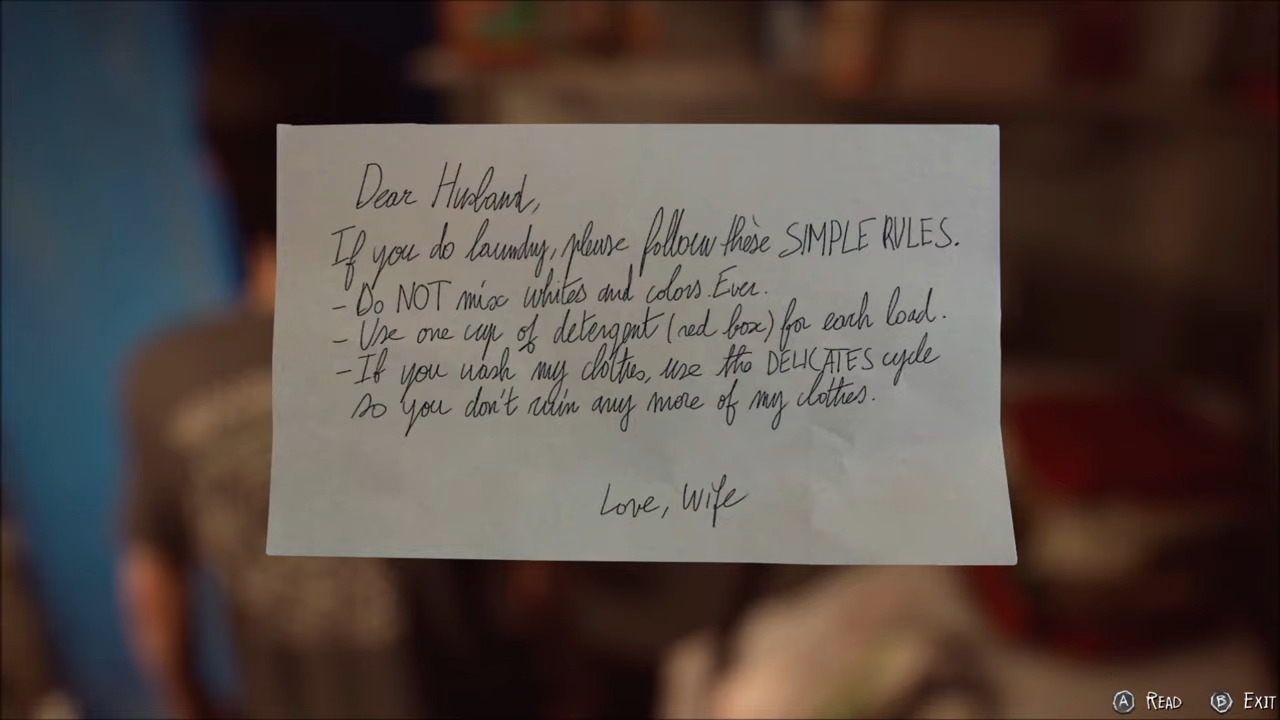 Dear Husband,
If you do laundry, please follow thèse SIMPLE RULES.
- Do NOT mix whites and colors. Ever.
- Use one cup of detergent (red box) for each load.
- If you wash my clothes, use the DELICATES cycle
so you don't ruin any more of my clothes.
Love, Wife
A READ B EXIT